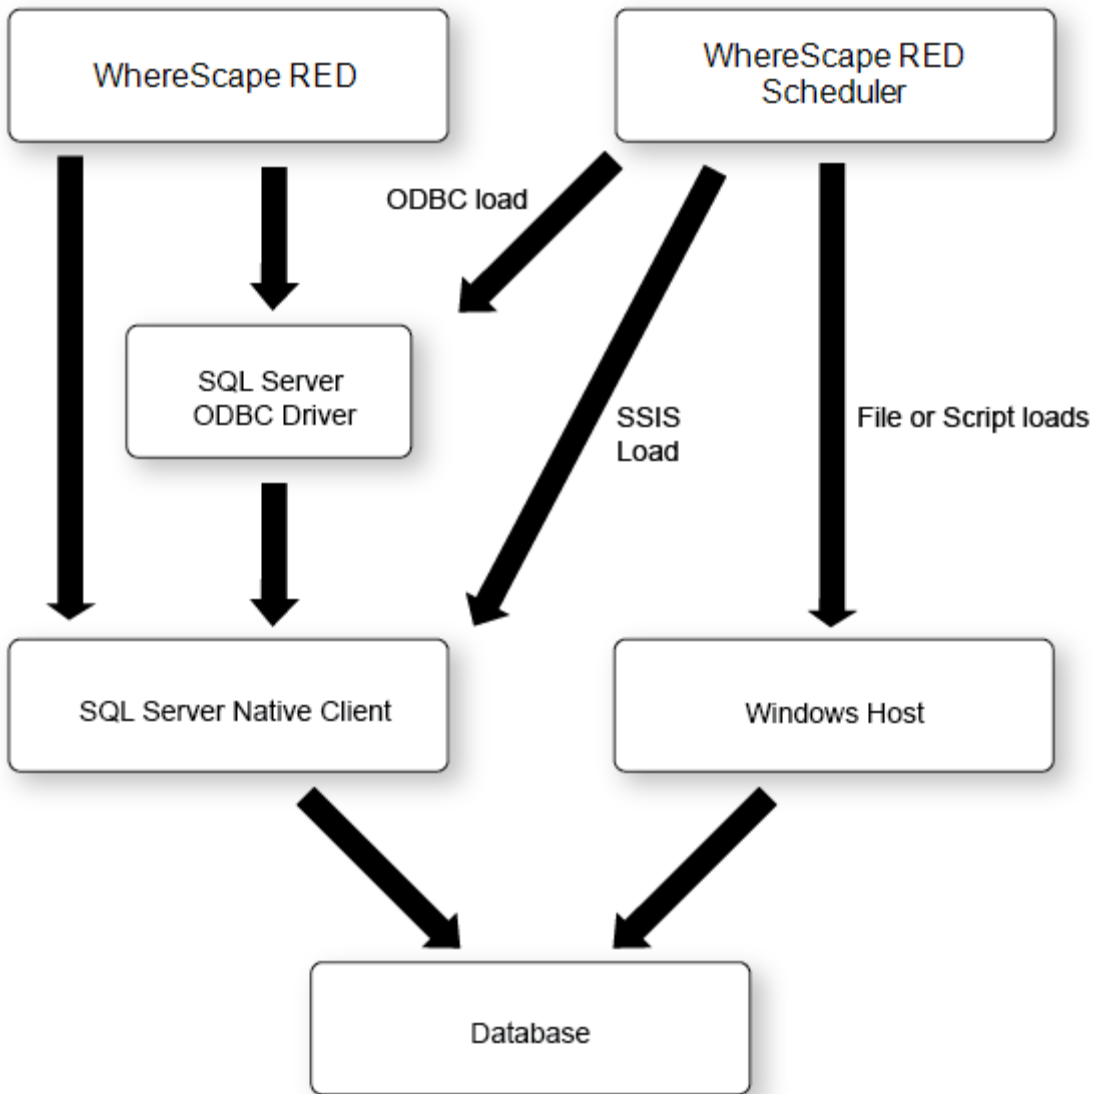 WhereScape RED
WhereScape RED
Scheduler
ODBC load
SQL Server
ODBC Driver
SSIS
Load
File or Script loads
SQL Server Native Client
Windows Host
Database